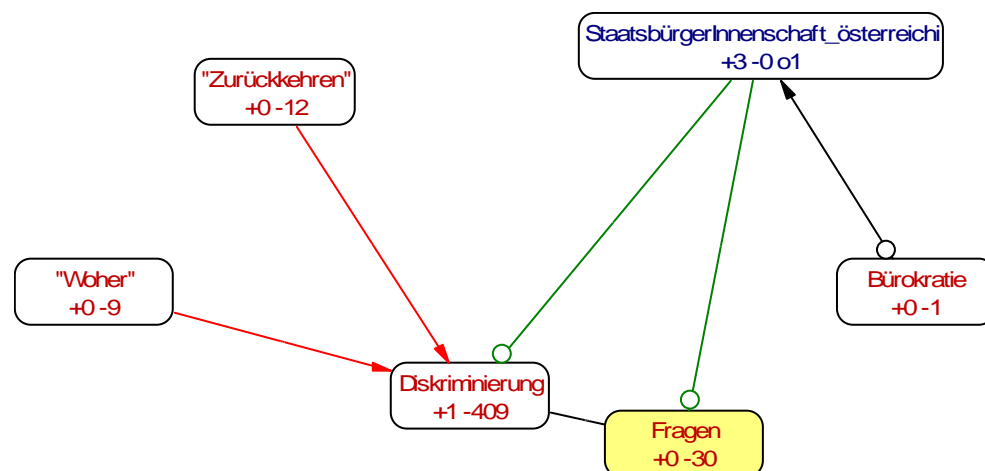 StaatsbürgerInnenschaft_österreichi
+3 -0 o1
"Zurückkehren"
+0 -12
"Woher"
+0 -9
Bürokratie
+0 -1
Diskriminierung
+1 -409
Fragen
+0 -30